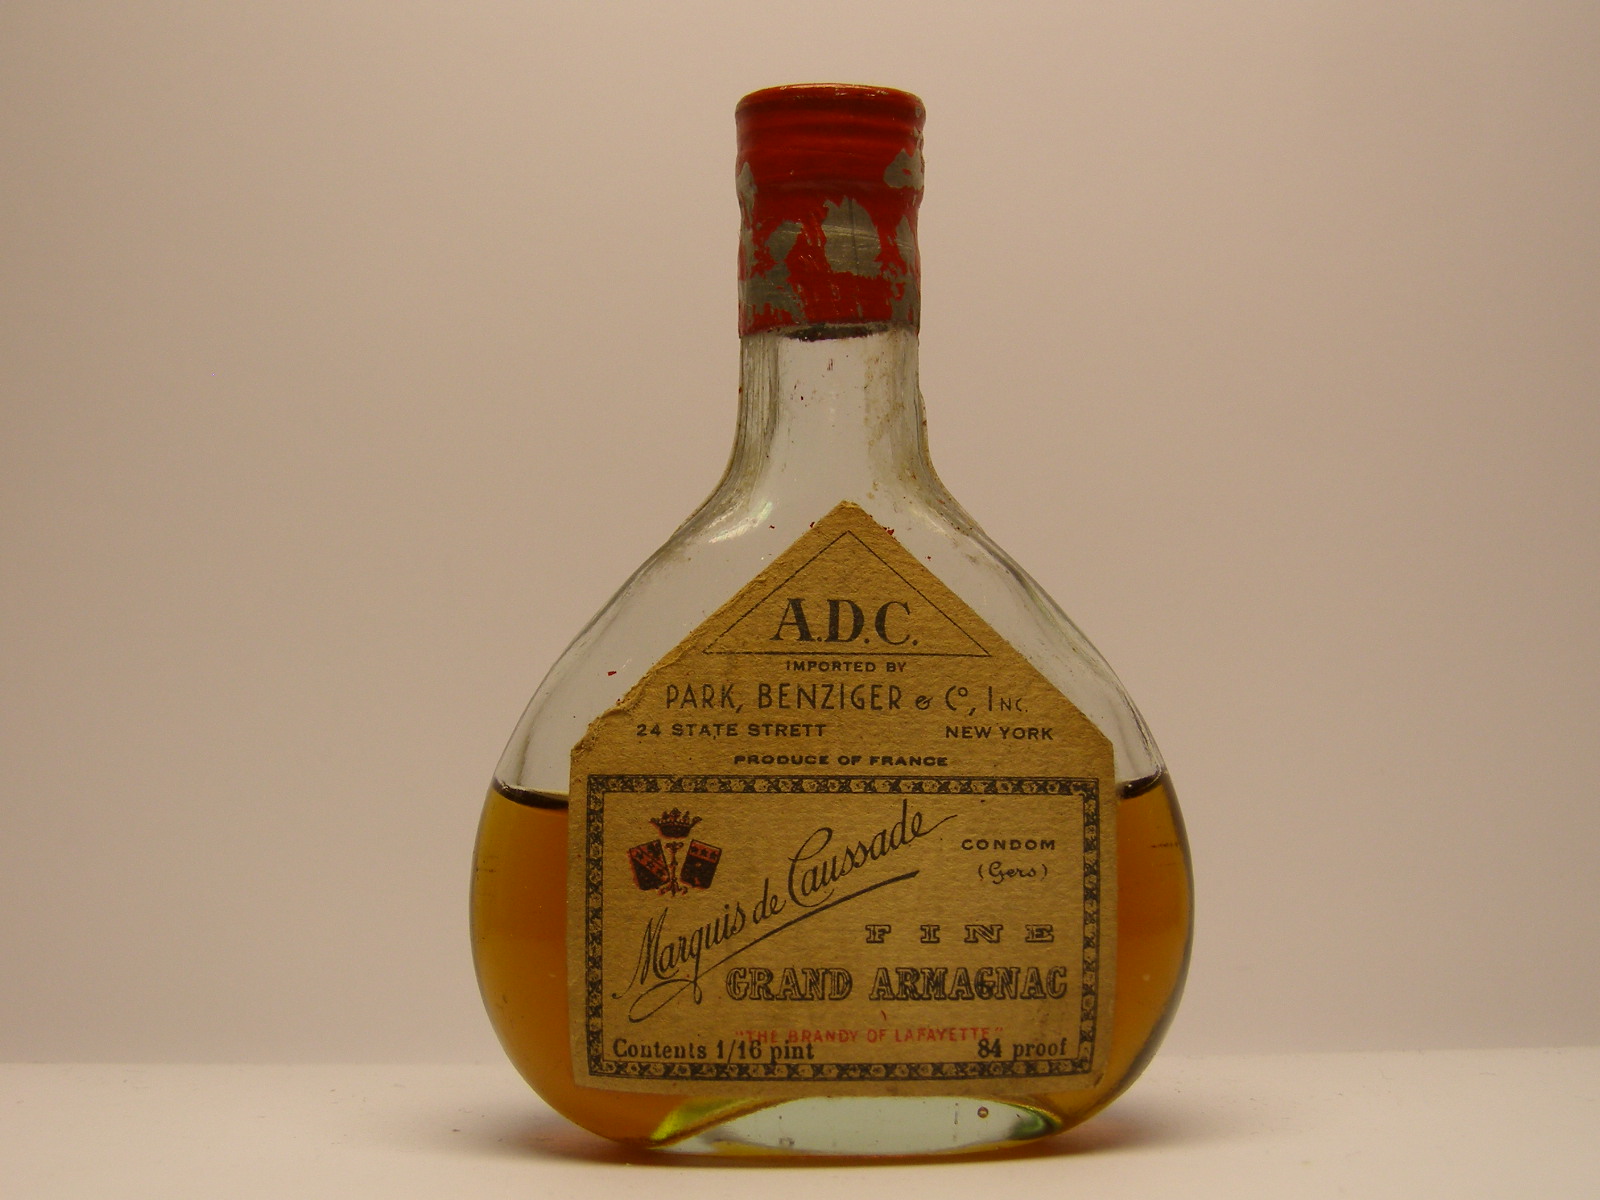 A.D.C.
IMPORTED BY
PARK, BENZIGER & Cº, INC.
24 STATE STRETT NEW YORK
PRODUCE OF FRANCE
Marquis de Caussade
CONDOM
(Gers)
FINE
GRAND ARMAGNAC
"THE BRANDY OF LAFAYETTE"
Contents 1/16 pint 84 proof